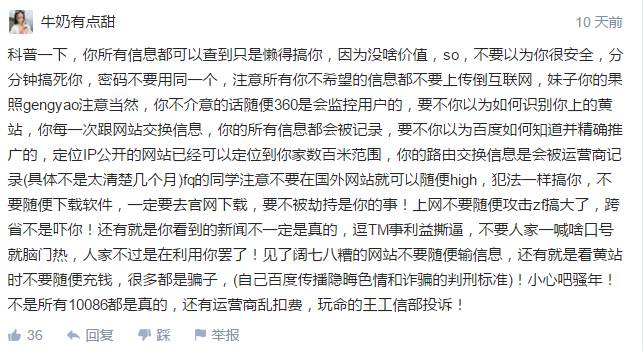 牛奶有点甜 10 天前
科普一下，你所有信息都可以查到只是懒得搞你，因为没啥价值，so，不要以为你很安全，分
分钟搞死你，密码不要用同一个，注意所有你不希望的信息都不要上传倒互联网，妹子你的果
照gengyao注意当然，你不介意的话随便360是会监控用户的，要不你以为如何识别你上的黄
站，你每一次跟网站交换信息，你的所有信息都会被记录，要不你以为百度如何知道并精确推
广的，定位IP公开的网站已经可以定位到你家数百米范围，你的路由交换信息是会被运营商记
录(具体不是太清楚几个月)fq的同学注意不要在国外网站就可以随便high，犯法一样搞你，不
要随便下载软件，一定要去官网下载，要不被劫持是你的事！上网不要随便攻击zf搞大了，跨
省不是吓你！还有就是你看到的新闻不一定是真的，逗TM事利益撕逼，不要人家一喊啥口号
就脑门热，人家不过是在利用你罢了！见了阔七八糟的网站不要随便输信息，还有就是看黄站
时不要随便充钱，很多都是骗子，(自己百度传播隐晦色情和诈骗的判刑标准)！小心吧骚年！
不是所有10086都是真的，还有运营商乱扣费，玩命的王工信部投诉！
36 回复 踩 举报